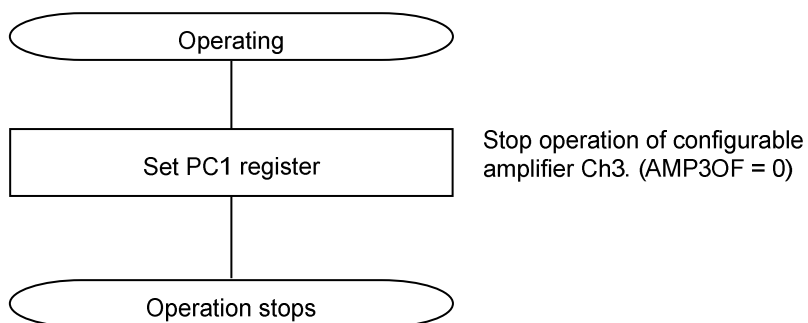 Operating
Set PC1 register
Stop operation of configurable
amplifier Ch3. (AMP3OF = 0)
Operation stops